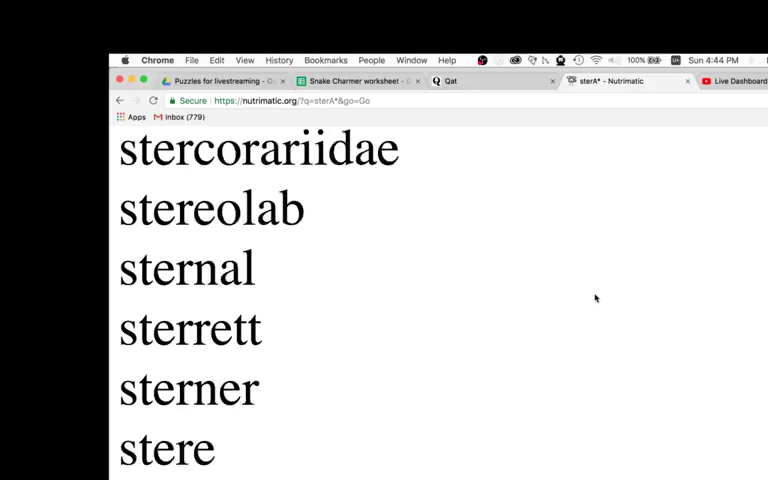 Chrome File Edit View History Bookmarks People Window Help 100% Sun 4:44 PM
Puzzles for livestreaming - G Snake Charmer worksheet - Qat sterA* - Nutrimatic Live Dashboard
Secure https://nutrimatic.org/?q=sterA*&go=Go
Apps Inbox (779)
stercorariidae
stereolab
sternal
sterrett
sterner
stere